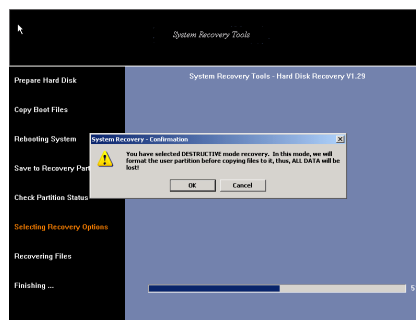 System Recovery Tools
System Recovery Tools - Hard Disk Recovery V1.29
Prepare Hard Disk
Copy Boot Files
Rebooting System
Save to Recovery Part
Check Partition Status
Selecting Recovery Options
Recovering Files
Finishing ...
System Recovery - Confirmation
You have selected DESTRUCTIVE mode recovery. In this mode, we will
format the user partition before copying files to it, thus, ALL DATA will be
lost!
OK
Cancel
5